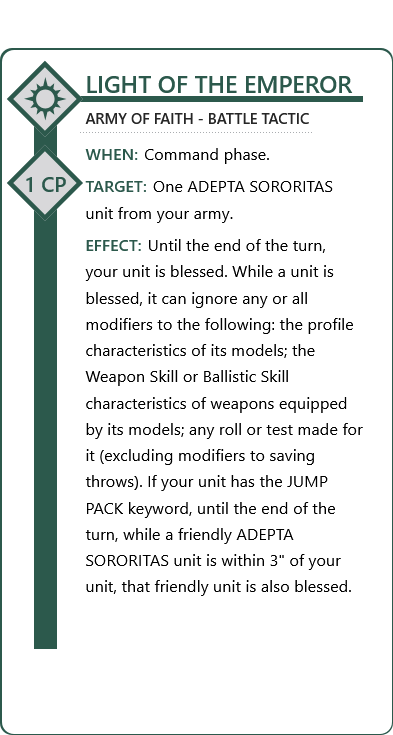 LIGHT OF THE EMPEROR
ARMY OF FAITH - BATTLE TACTIC
WHEN: Command phase.
1 CP
TARGET: One ADEPTA SORORITAS
unit from your army.
EFFECT: Until the end of the turn,
your unit is blessed. While a unit is
blessed, it can ignore any or all
modifiers to the following: the profile
characteristics of its models; the
Weapon Skill or Ballistic Skill
characteristics of weapons equipped
by its models; any roll or test made for
it (excluding modifiers to saving
throws). If your unit has the JUMP
PACK keyword, until the end of the
turn, while a friendly ADEPTA
SORORITAS unit is within 3" of your
unit, that friendly unit is also blessed.